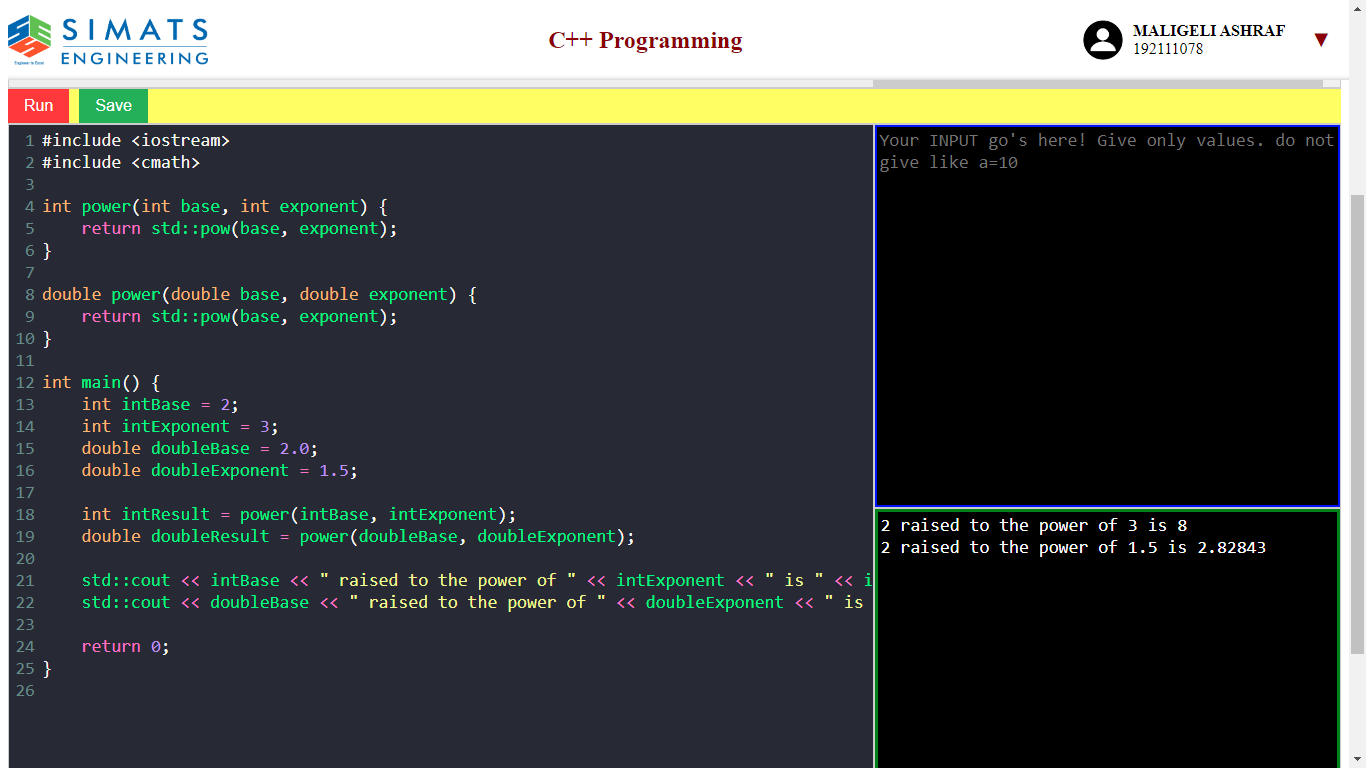 SIMATS
ENGINEERING
Engineer to Excel
C++ Programming
MALIGELI ASHRAF
192111078
▼
Run Save
1 #include <iostream>
2 #include <cmath>
3
4 int power(int base, int exponent) {
5     return std::pow(base, exponent);
6 }
7
8 double power(double base, double exponent) {
9     return std::pow(base, exponent);
10 }
11
12 int main() {
13     int intBase = 2;
14     int intExponent = 3;
15     double doubleBase = 2.0;
16     double doubleExponent = 1.5;
17
18     int intResult = power(intBase, intExponent);
19     double doubleResult = power(doubleBase, doubleExponent);
20
21     std::cout << intBase << " raised to the power of " << intExponent << " is " << i
22     std::cout << doubleBase << " raised to the power of " << doubleExponent << " is
23
24     return 0;
25 }
26
Your INPUT go's here! Give only values. do not
give like a=10
2 raised to the power of 3 is 8
2 raised to the power of 1.5 is 2.82843